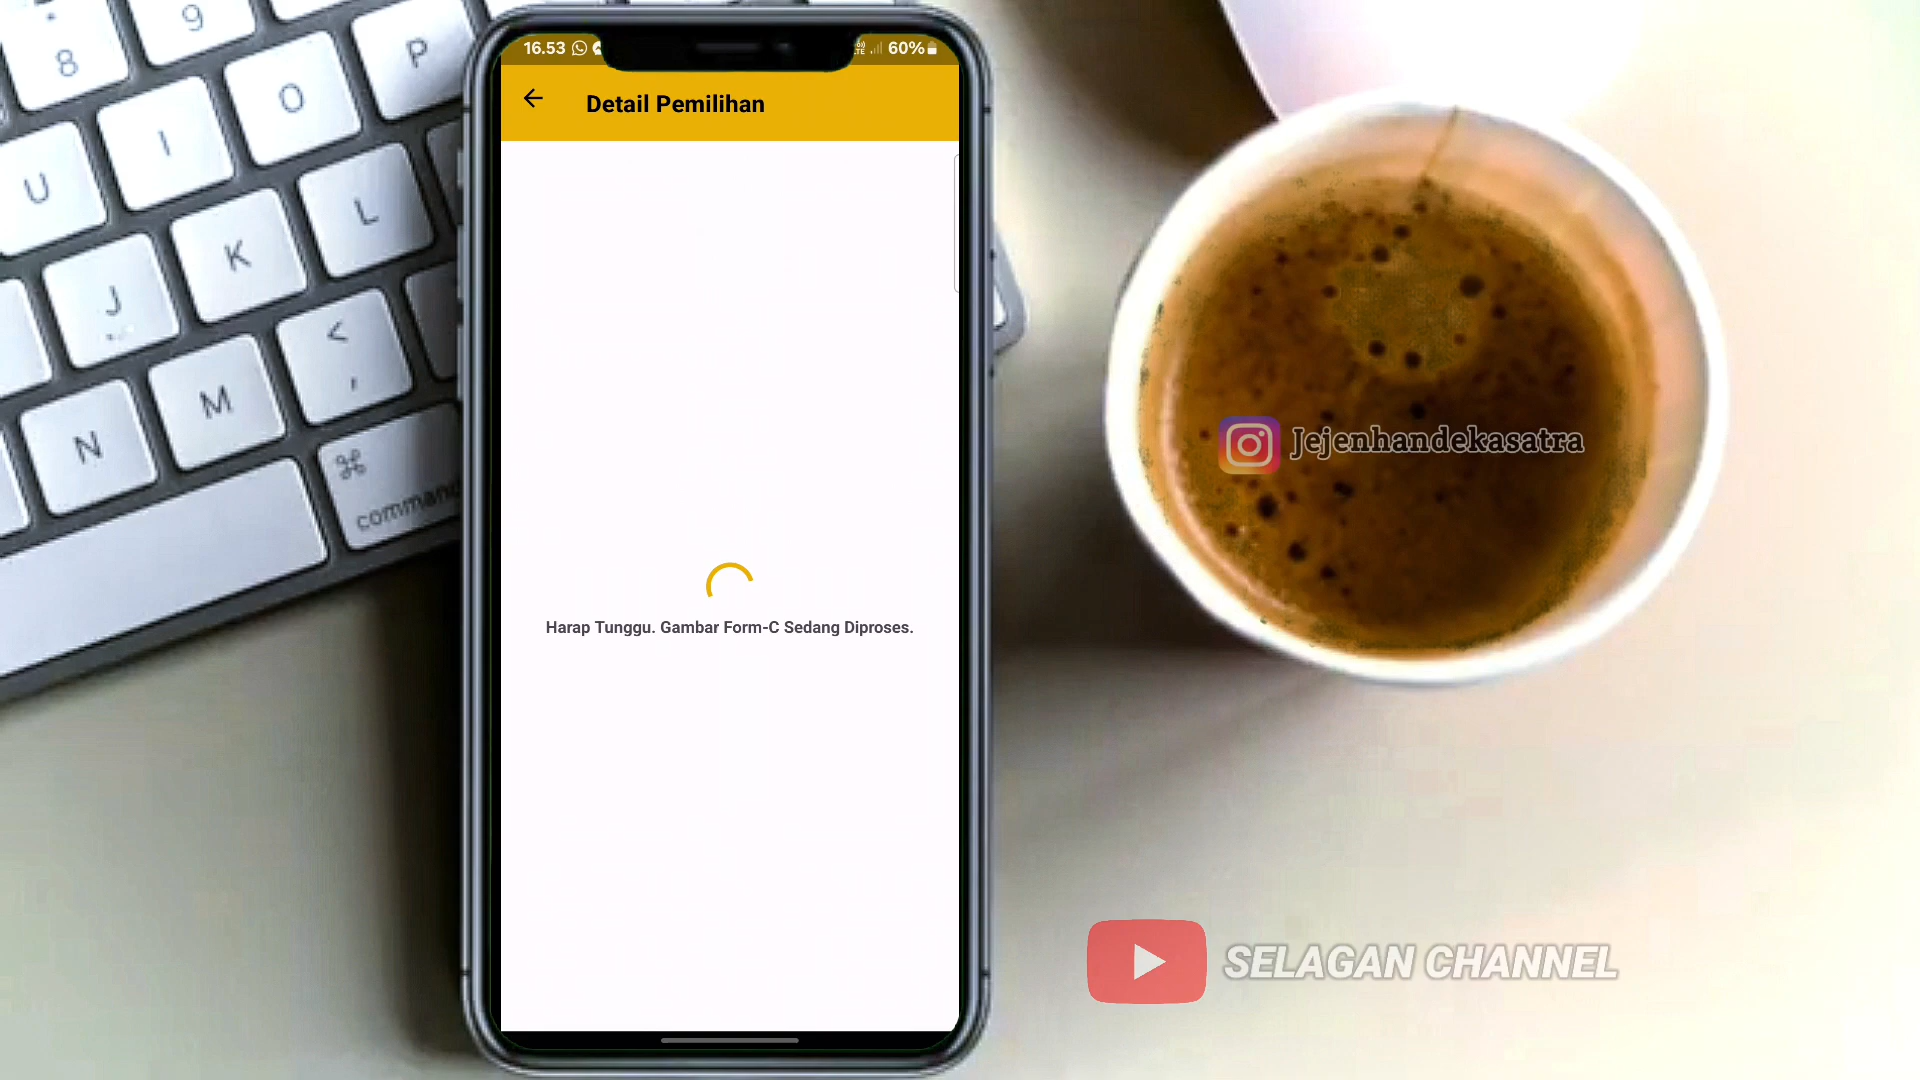 16.53
60%
Detail Pemilihan
Harap Tunggu. Gambar Form-C Sedang Diproses.
Jejenhandekasatra
SELAGAN CHANNEL
8
9
P
O
I
U
L
K
J
<
,
M
N
⌘
command